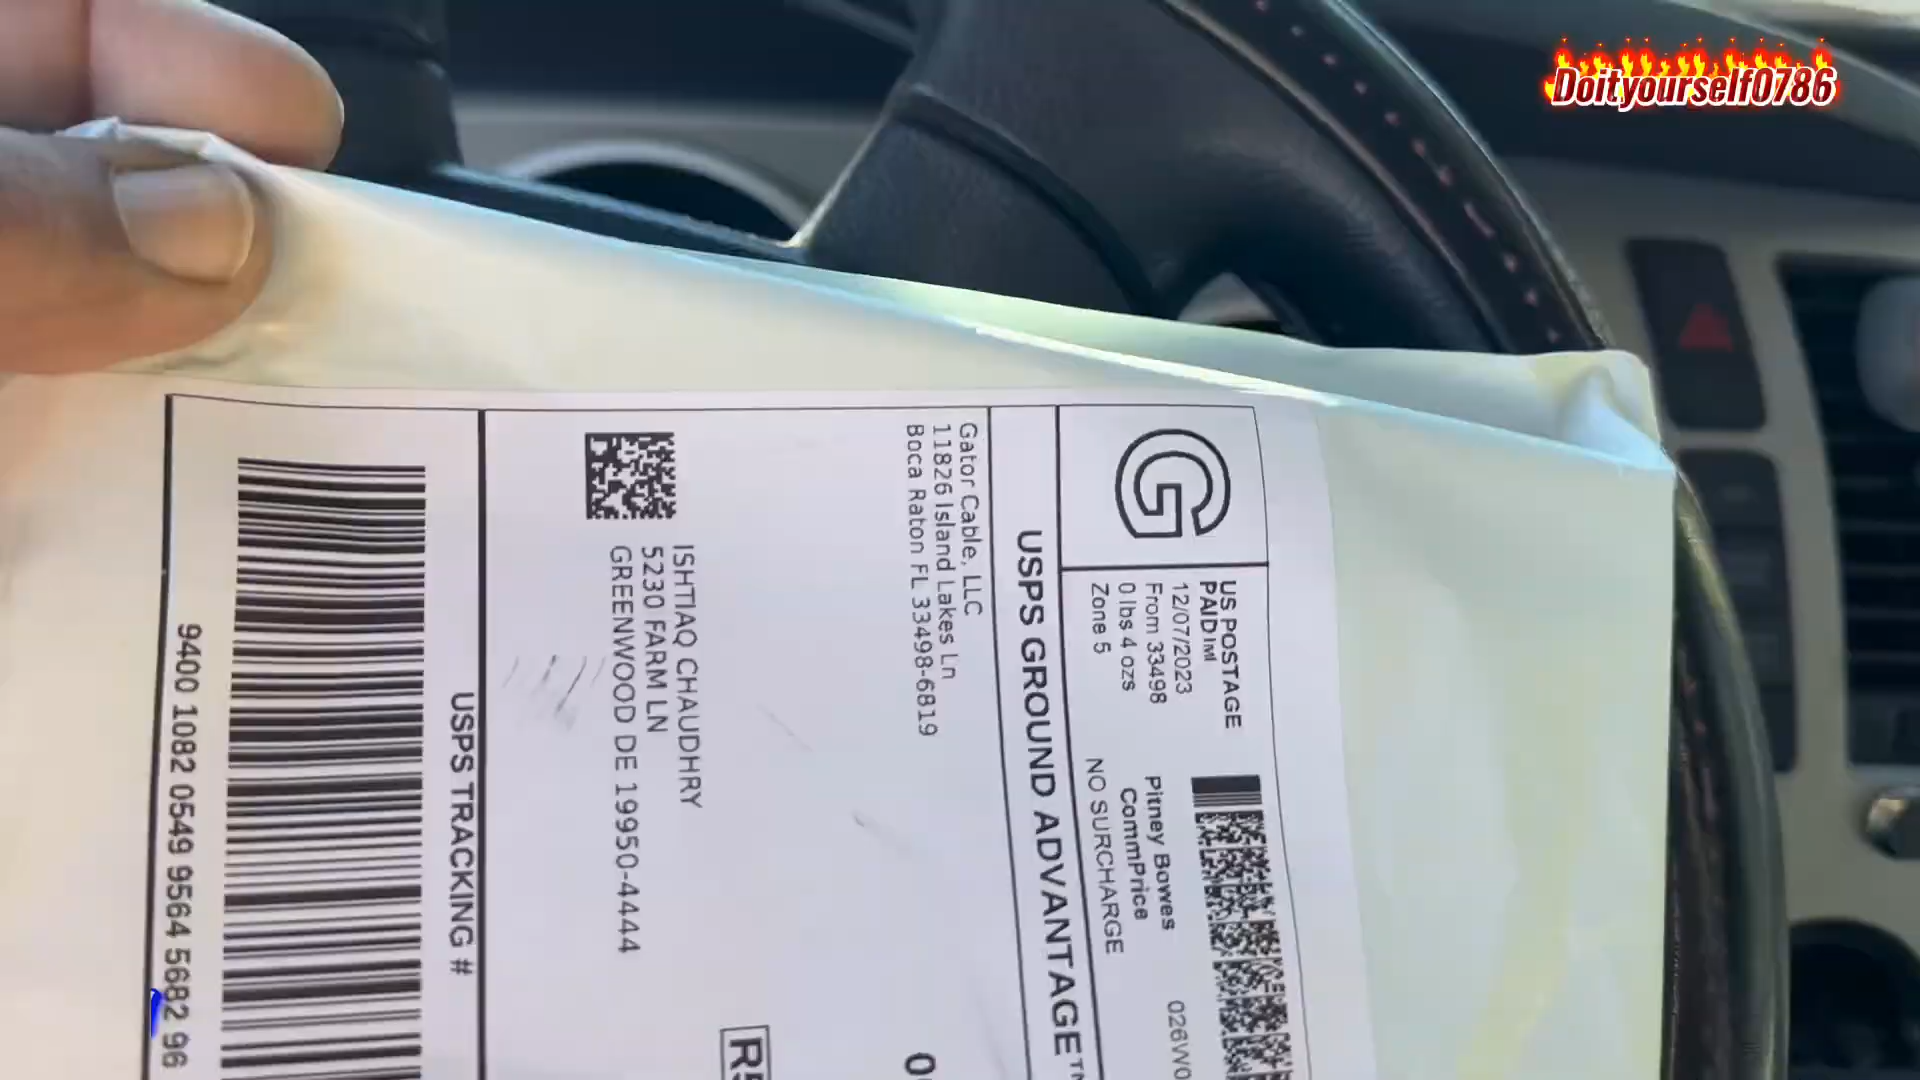 Doityourself0786
G
US POSTAGE
PAID IMI
12/07/2023
From 33498
0 lbs 4 ozs
Zone 5
Pitney Bowes
CommPrice
NO SURCHARGE
026W0
USPS GROUND ADVANTAGE™
Gator Cable, LLC
11826 Island Lakes Ln
Boca Raton FL 33498-6819
ISHTIAQ CHAUDHRY
5230 FARM LN
GREENWOOD DE 19950-4444
USPS TRACKING #
9400 1082 0549 9564 5682 96